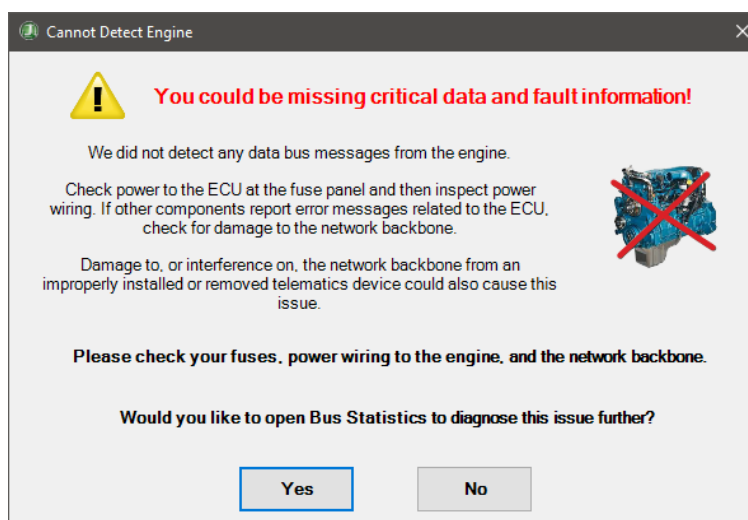 Cannot Detect Engine
You could be missing critical data and fault information!
We did not detect any data bus messages from the engine.
Check power to the ECU at the fuse panel and then inspect power
wiring. If other components report error messages related to the ECU,
check for damage to the network backbone.
Damage to, or interference on, the network backbone from an
improperly installed or removed telematics device could also cause this
issue.
Please check your fuses, power wiring to the engine, and the network backbone.
Would you like to open Bus Statistics to diagnose this issue further?
Yes
No